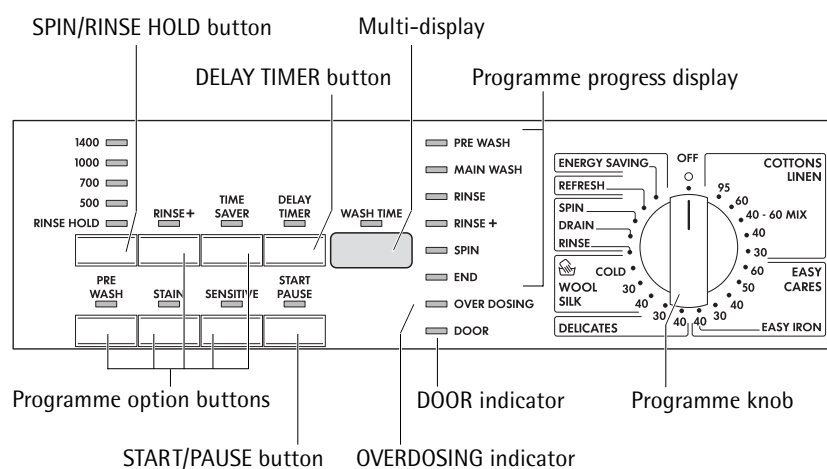 SPIN/RINSE HOLD button
Multi-display
DELAY TIMER button
Programme progress display
1400
1000
700
500
RINSE HOLD
RINSE+
TIME
SAVER
DELAY
TIMER
WASH TIME
PRE
WASH
STAIN
SENSITIVE
START
PAUSE
PRE WASH
MAIN WASH
RINSE
RINSE +
SPIN
END
OVER DOSING
DOOR
ENERGY SAVING
REFRESH
SPIN
DRAIN
RINSE
COLD
WOOL
SILK
30
40
DELICATES
30
40
OFF
COTTONS
LINEN
95
60
40 - 60 MIX
40
30
EASY
CARES
60
50
40
30
40
EASY IRON
Programme option buttons
DOOR indicator
Programme knob
START/PAUSE button
OVERDOSING indicator